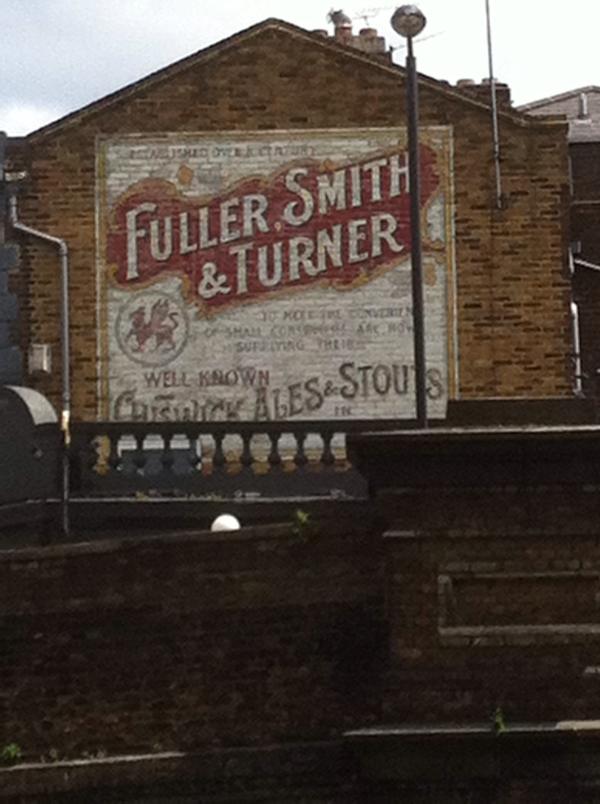 ESTABLISHED OVER A CENTURY
FULLER, SMITH
& TURNER
TO MEET THE CONVENIENCE
OF SMALL CONSUMERS ARE NOW
SUPPLYING THEIR
WELL KNOWN
CHISWICK ALES & STOUTS
IN